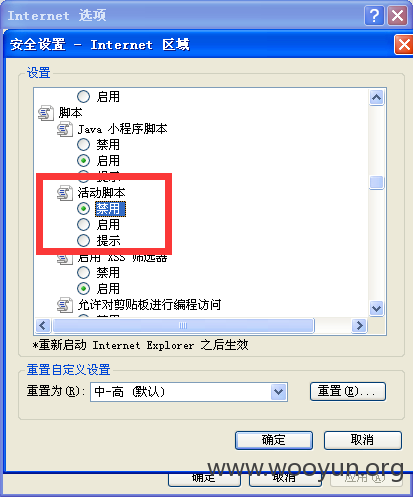 Internet 选项
安全设置 - Internet 区域
设置
启用
脚本
Java 小程序脚本
禁用
启用
提示
活动脚本
禁用
启用
提示
启用 XSS 筛选器
禁用
启用
允许对剪贴板进行编程访问
*重新启动 Internet Explorer 之后生效
重置自定义设置
重置为(R): 中-高 (默认) 重置(E)...
确定 取消
确定 取消 应用(A)
www.wooyun.org